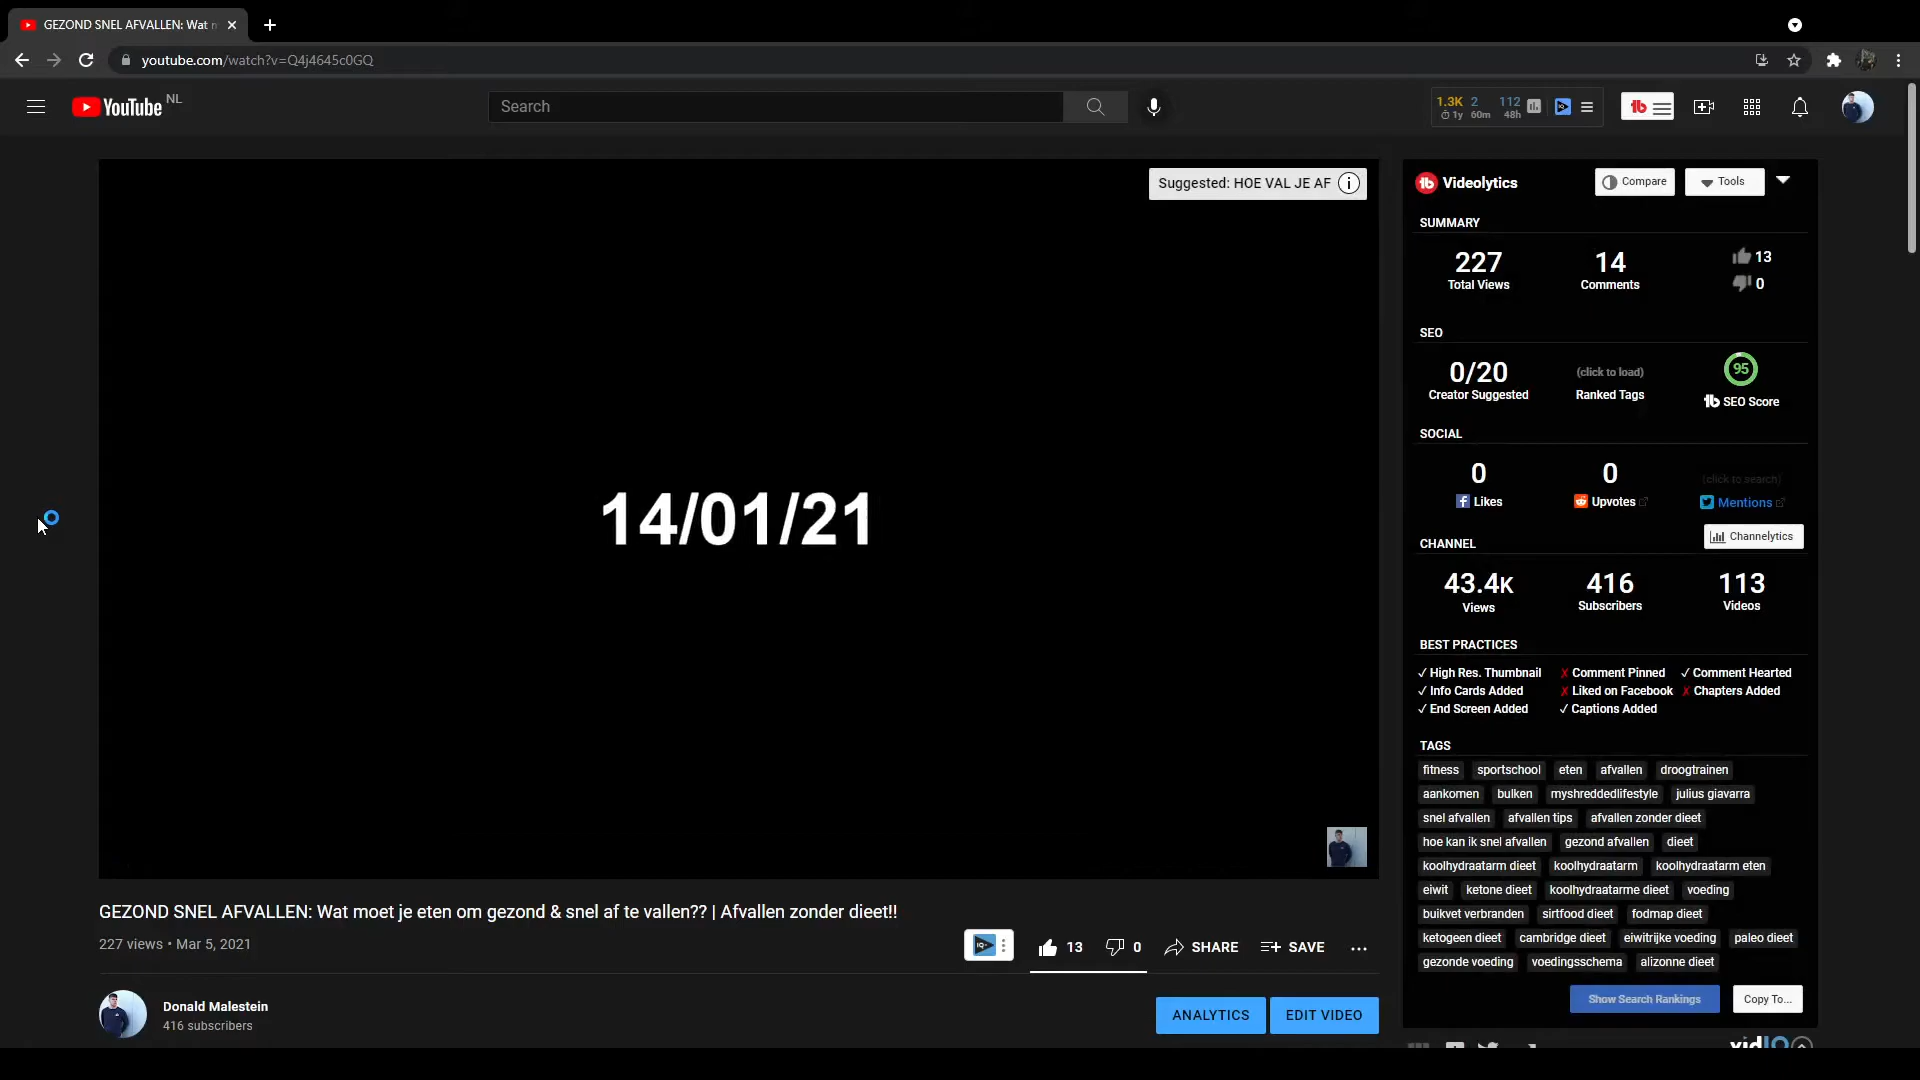 GEZOND SNEL AFVALLEN: Wat
youtube.com/watch?v=Q4j4645c0GQ
YouTube NL
Search
1.3K 2 112
1y 60m 48h
Suggested: HOE VAL JE AF
14/01/21
GEZOND SNEL AFVALLEN: Wat moet je eten om gezond & snel af te vallen?? | Afvallen zonder dieet!!
227 views • Mar 5, 2021
13 0 SHARE SAVE
Donald Malestein
416 subscribers
ANALYTICS EDIT VIDEO
Videolytics Compare Tools
SUMMARY
227 14 13
Total Views Comments 0
SEO
0/20 (click to load) 95
Creator Suggested Ranked Tags SEO Score
SOCIAL
0 0 (click to search)
Likes Upvotes Mentions
CHANNEL Channelytics
43.4K 416 113
Views Subscribers Videos
BEST PRACTICES
✓ High Res. Thumbnail ✗ Comment Pinned ✓ Comment Hearted
✓ Info Cards Added ✗ Liked on Facebook ✗ Chapters Added
✓ End Screen Added ✓ Captions Added
TAGS
fitness sportschool eten afvallen droogtrainen
aankomen bulken myshreddedlifestyle julius giavarra
snel afvallen afvallen tips afvallen zonder dieet
hoe kan ik snel afvallen gezond afvallen dieet
koolhydraatarm dieet koolhydraatarm koolhydraatarm eten
eiwit ketone dieet koolhydraatarme dieet voeding
buikvet verbranden sirtfood dieet fodmap dieet
ketogeen dieet cambridge dieet eiwitrijke voeding paleo dieet
gezonde voeding voedingsschema alizonne dieet
Show Search Rankings Copy To...
vidIQ